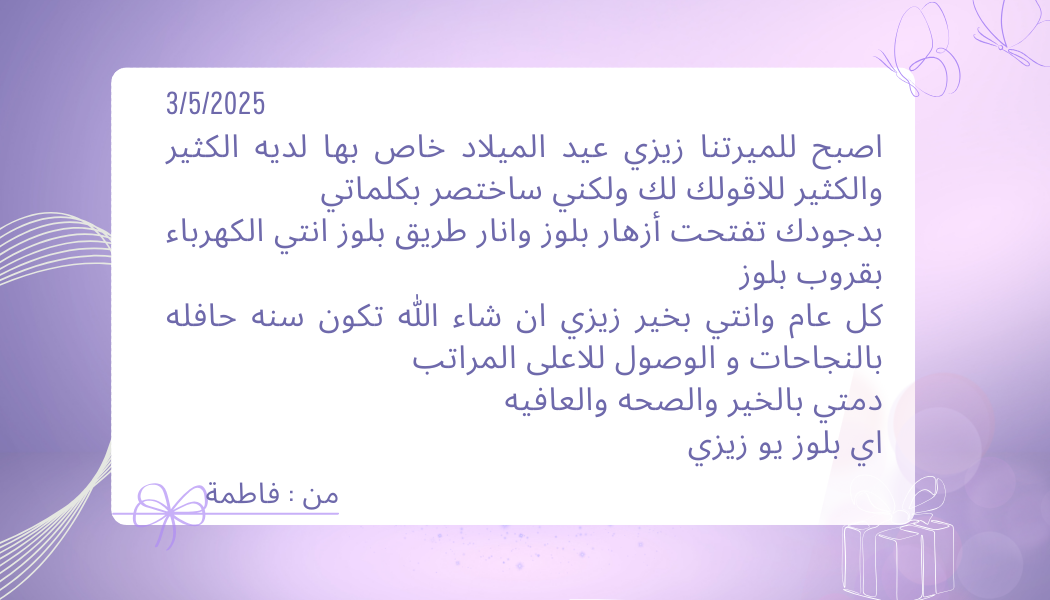 3/5/2025
اصبح للميرتنا زيزي عيد الميلاد خاص بها لديه الكثير
والكثير للاقولك لك ولكني ساختصر بكلماتي
بدجودك تفتحت أزهار بلوز وانار طريق بلوز انتي الكهرباء
بقروب بلوز
كل عام وانتي بخير زيزي ان شاء الله تكون سنه حافله
بالنجاحات و الوصول للاعلى المراتب
دمتي بالخير والصحه والعافيه
اي بلوز يو زيزي
من : فاطمة